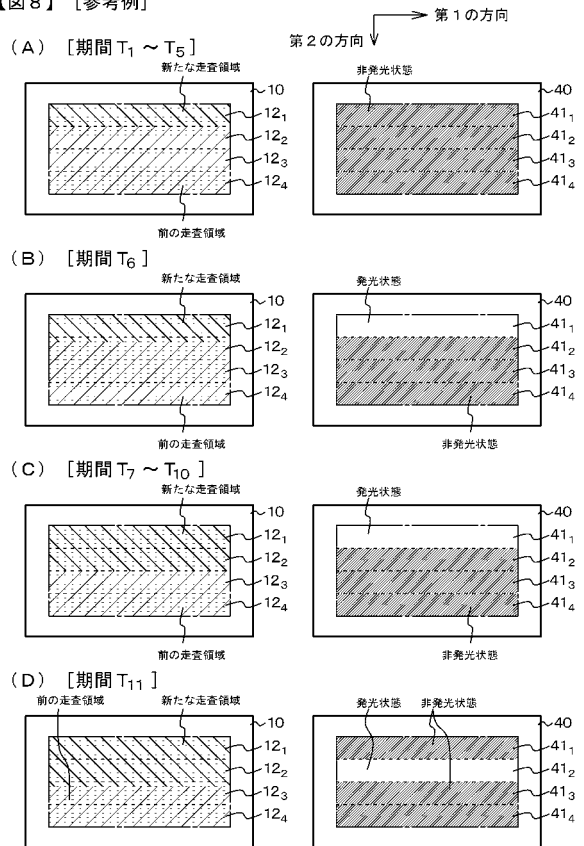 【図8】 [参考例]
第1の方向
第2の方向
(A) [期間T1～T5]
新たな走査領域
10
12₁
12₂
12₃
12₄
前の走査領域
非発光状態
40
41₁
41₂
41₃
41₄
(B) [期間T6]
新たな走査領域
10
12₁
12₂
12₃
12₄
前の走査領域
発光状態
40
41₁
41₂
41₃
41₄
非発光状態
(C) [期間T7～T10]
新たな走査領域
10
12₁
12₂
12₃
12₄
前の走査領域
発光状態
40
41₁
41₂
41₃
41₄
非発光状態
(D) [期間T11]
前の走査領域 新たな走査領域
10
12₁
12₂
12₃
12₄
発光状態 非発光状態
40
41₁
41₂
41₃
41₄